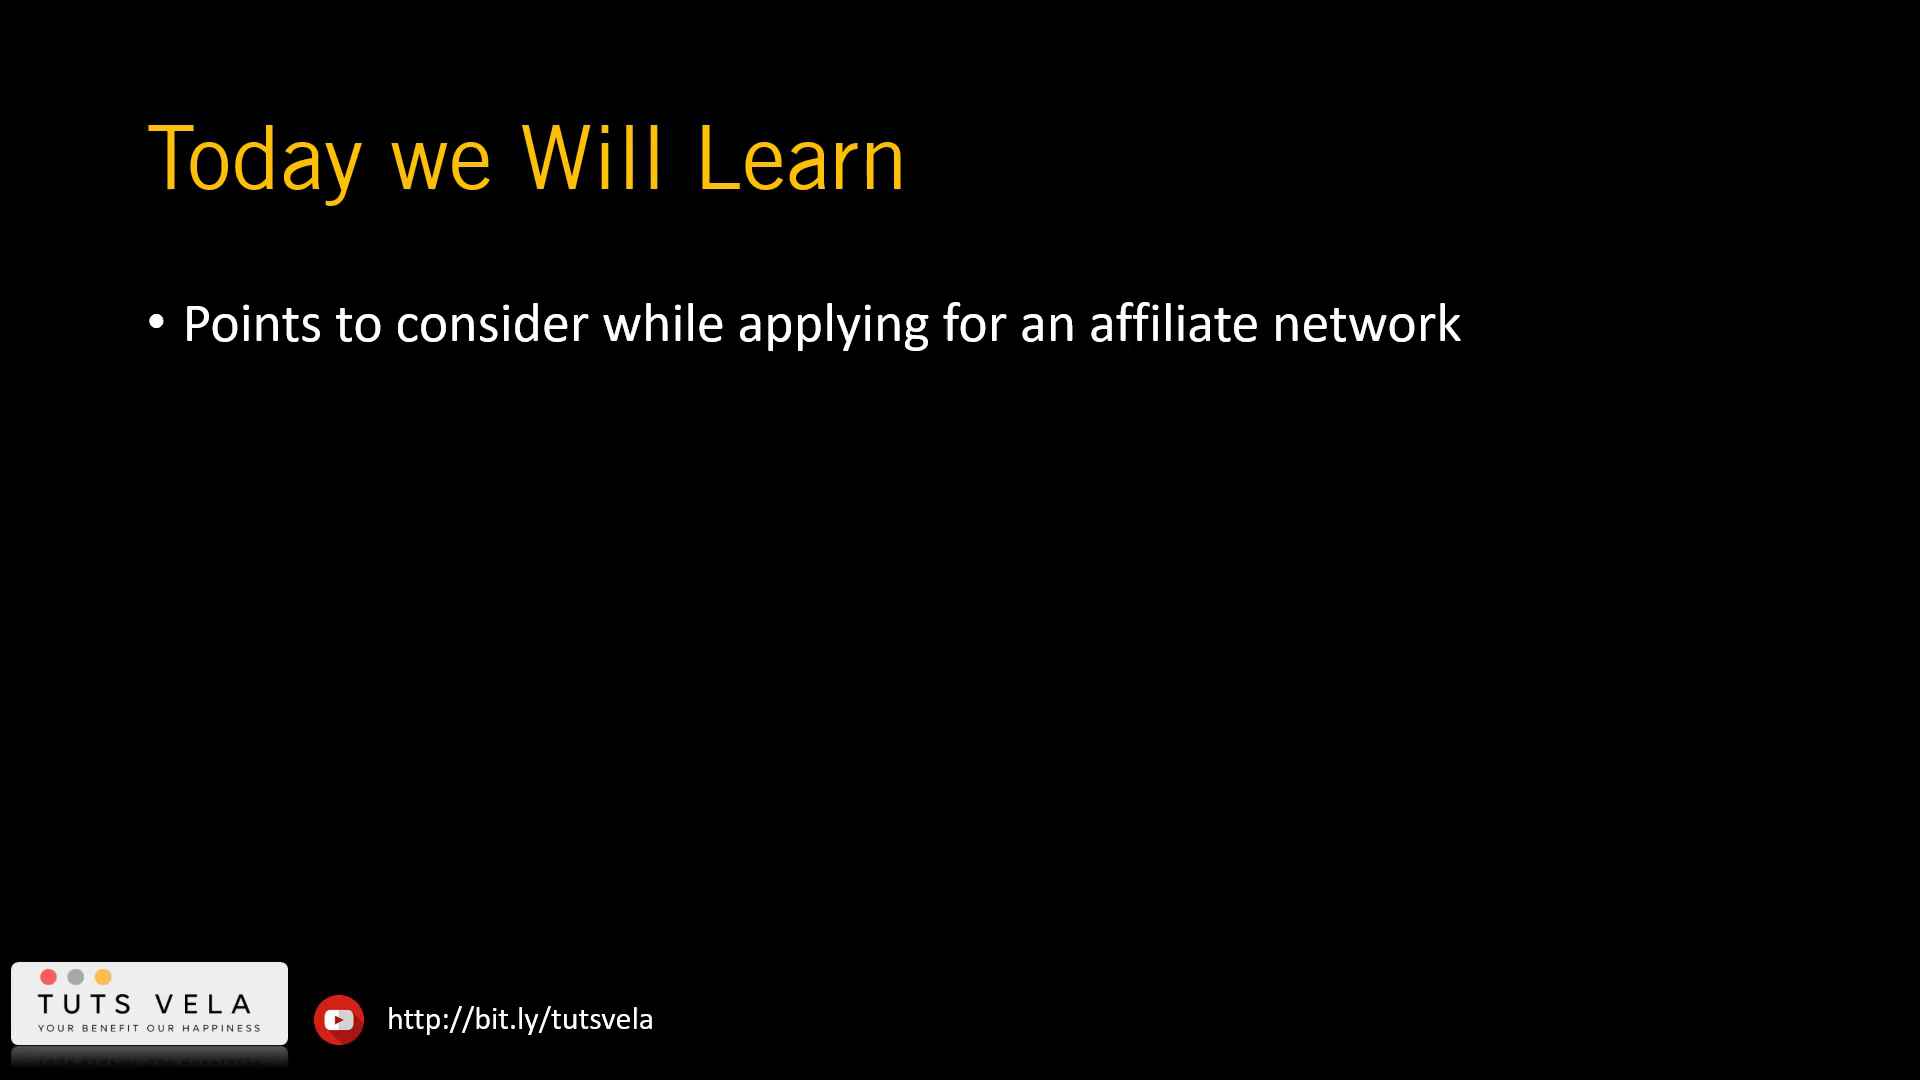 Today we Will Learn
• Points to consider while applying for an affiliate network
TUTS VELA
YOUR BENEFIT OUR HAPPINESS
http://bit.ly/tutsvela